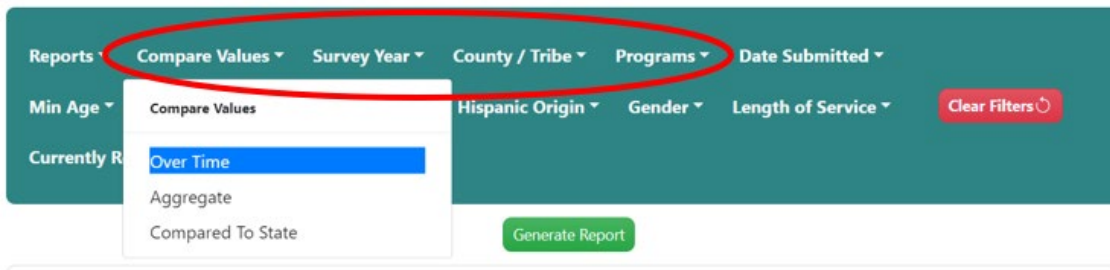 Reports Compare Values Survey Year County / Tribe Programs Date Submitted
Min Age Compare Values Hispanic Origin Gender Length of Service Clear Filters
Currently R Over Time
Aggregate
Compared To State
Generate Report